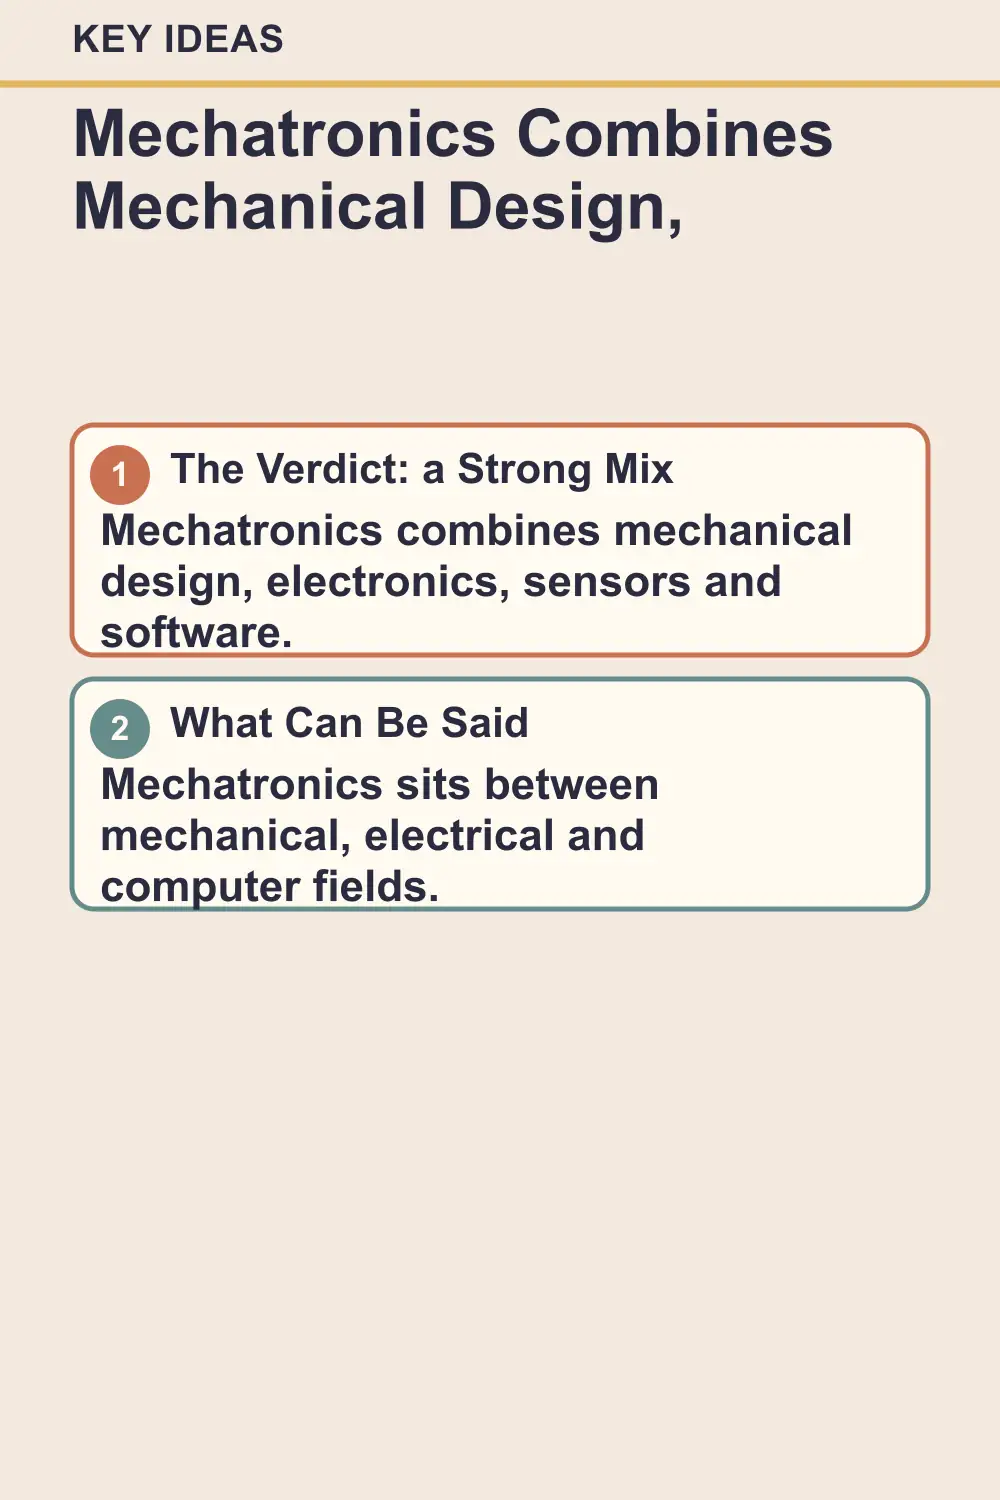 KEY IDEAS
Mechatronics Combines
Mechanical Design,
1 The Verdict: a Strong Mix
Mechatronics combines mechanical
design, electronics, sensors and
software.
2 What Can Be Said
Mechatronics sits between
mechanical, electrical and
computer fields.